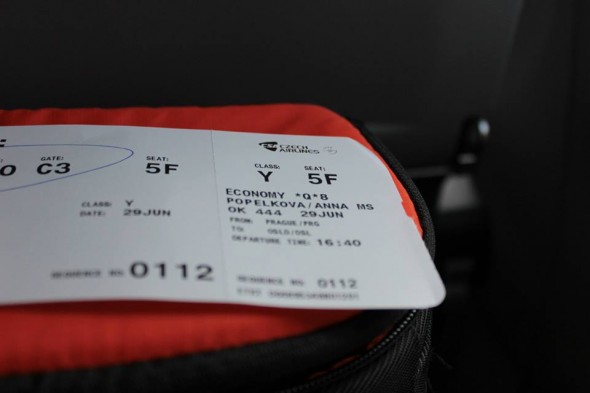 GATE: SEAT:
0 C3 5F
CLASS: Y
DATE: 29JUN
SEQUENCE NO: 0112
CZECH
AIRLINES
CLASS: SEAT:
Y 5F
ECONOMY *Q*8
POPELKOVA/ANNA MS
OK 444 29JUN
FROM: PRAGUE/PRG
TO: OSLO/OSL
DEPARTURE TIME: 16:40
SEQUENCE NO: 0112